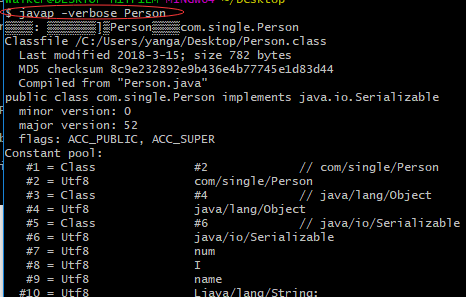 ~/Desktop
$ javap -verbose Person
Person com.single.Person
Classfile /C:/Users/yanga/Desktop/Person.class
Last modified 2018-3-15; size 782 bytes
MD5 checksum 8c9e232892e9b436e4b77745e1d83d44
Compiled from "Person.java"
public class com.single.Person implements java.io.Serializable
minor version: 0
major version: 52
flags: ACC_PUBLIC, ACC_SUPER
Constant pool:
#1 = Class #2 // com/single/Person
#2 = Utf8 com/single/Person
#3 = Class #4 // java/lang/Object
#4 = Utf8 java/lang/Object
#5 = Class #6 // java/io/Serializable
#6 = Utf8 java/io/Serializable
#7 = Utf8 num
#8 = Utf8 I
#9 = Utf8 name
#10 = Utf8 Ljava/lang/String;